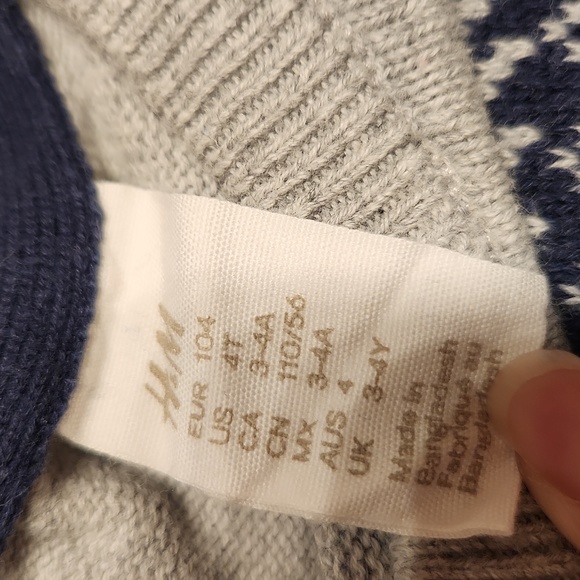 H&M
EUR 104
US 4T
CA 3-4A
CN 110/56
MX 3-4A
AUS 4
UK 3-4Y
Made in
Bangladesh
Fabriqué au
Bangladesh